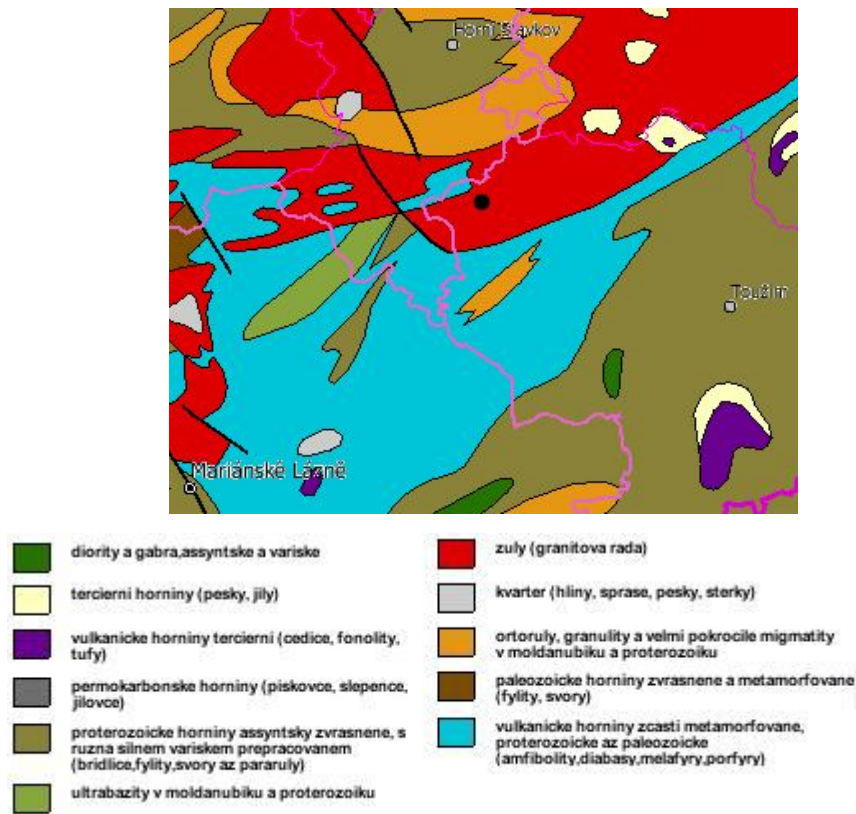 Horní Slavkov
Toužim
Mariánské Lázně
diority a gabra,assyntske a variske
tercierni horniny (pesky, jily)
vulkanicke horniny tercierni (cedice, fonolity,
tufy)
permokarbonske horniny (piskovce, slepence,
jilovce)
proterozoicke horniny assyntsky zvrasnene, s
ruzna silnem variskem prepracovanem
(bridlice,fylity,svory az pararuly)
ultrabazity v moldanubiku a proterozoiku
zuly (granitova rada)
kvarter (hliny, sprase, pesky, sterky)
ortoruly, granulity a velmi pokrocile migmatity
v moldanubiku a proterozoiku
paleozoicke horniny zvrasnene a metamorfovane
(fylity, svory)
vulkanicke horniny zcasti metamorfovane,
proterozoicke az paleozoicke
(amfibolity,diabasy,melafyry,porfyry)